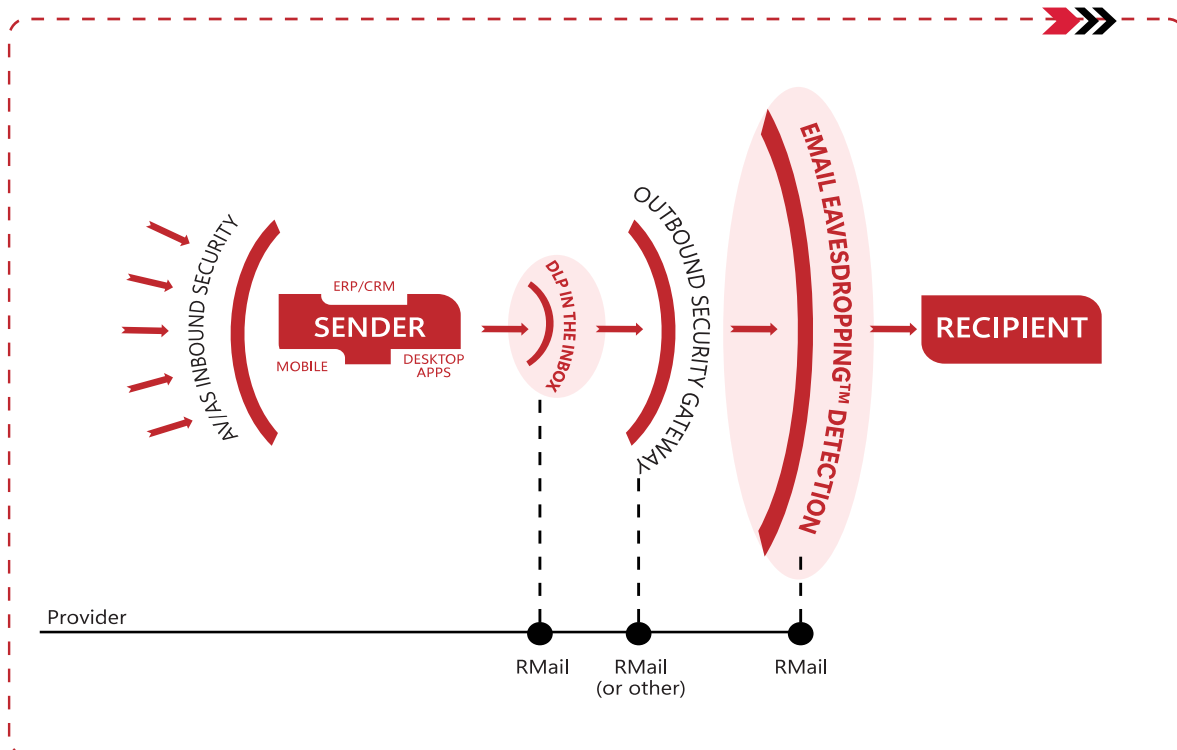 AV/AS INBOUND SECURITY
ERP/CRM
SENDER
MOBILE
DESKTOP
APPS
DLP IN THE INBOX
OUTBOUND SECURITY GATEWAY
EMAIL EAVESDROPPING™ DETECTION
RECIPIENT
Provider
RMail
RMail
(or other)
RMail